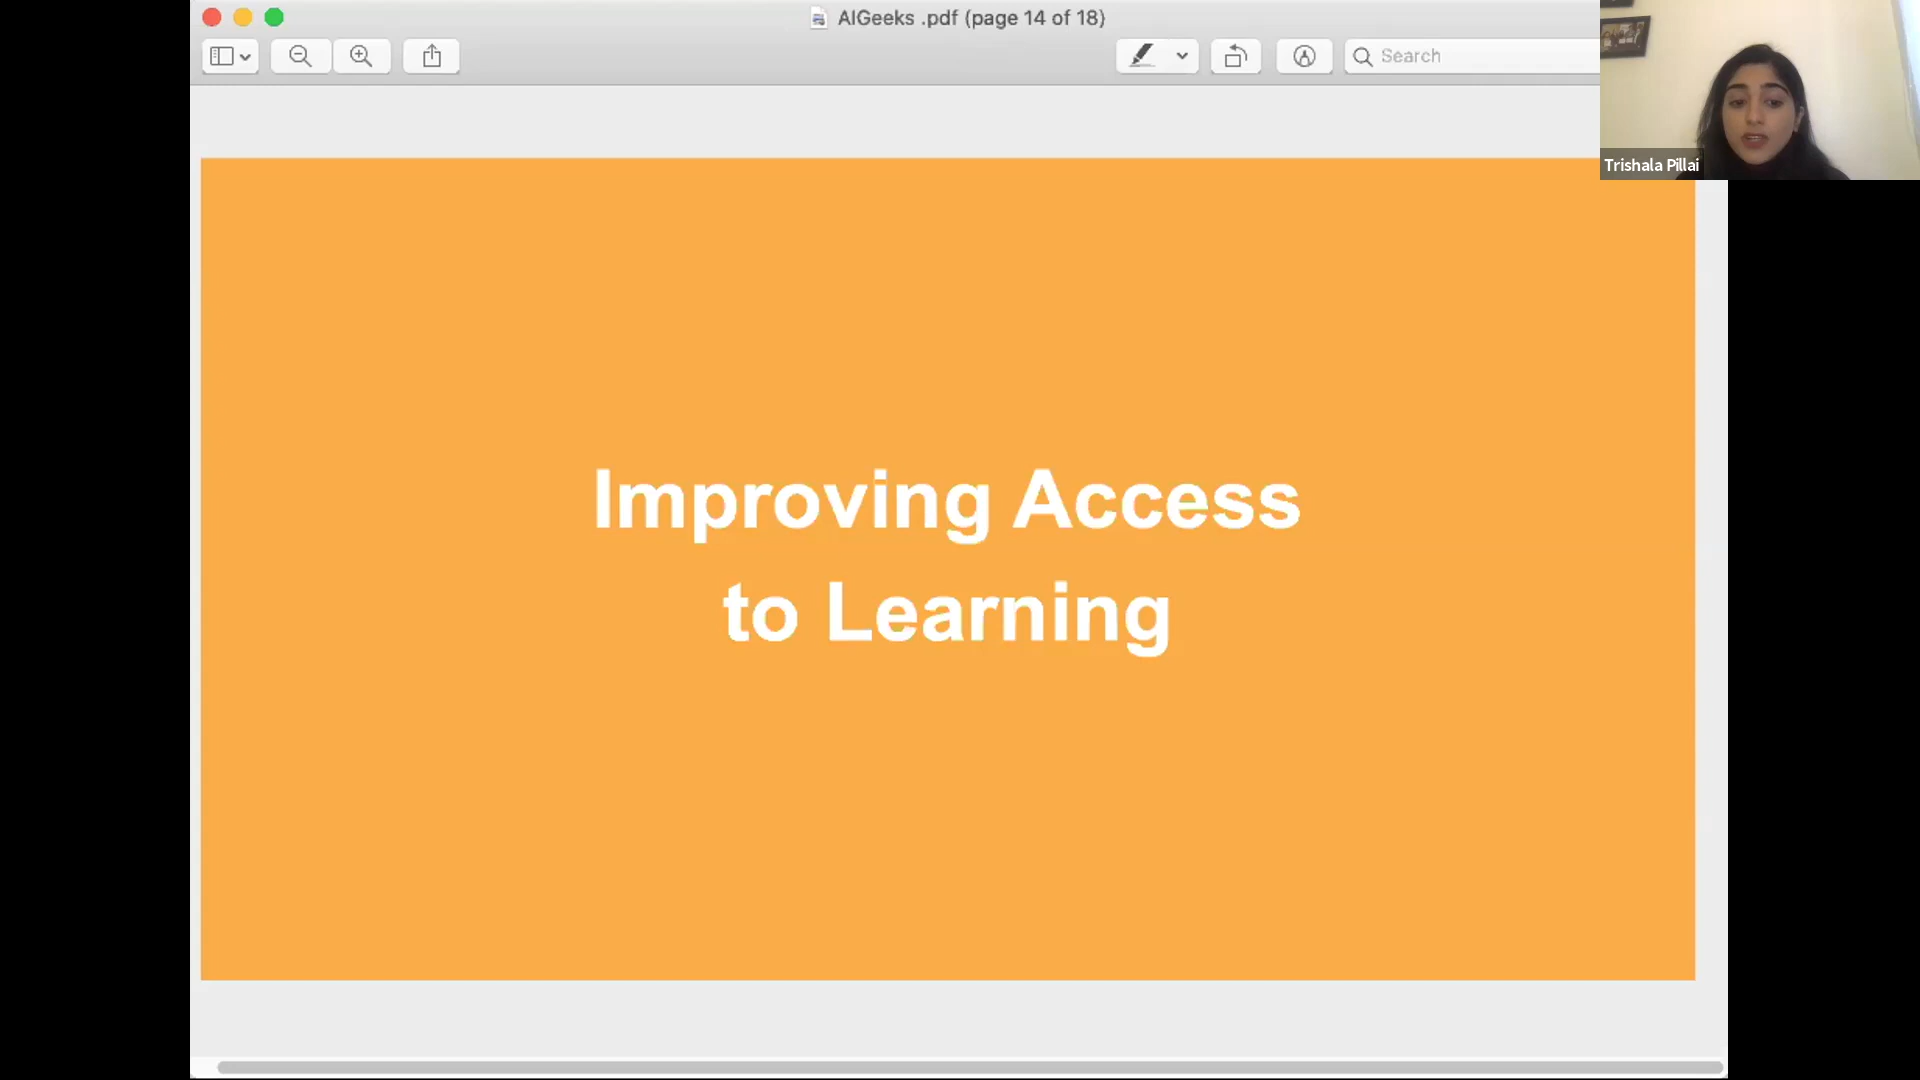 AIGeeks .pdf (page 14 of 18)
Search
Trishala Pillai
Improving Access
to Learning